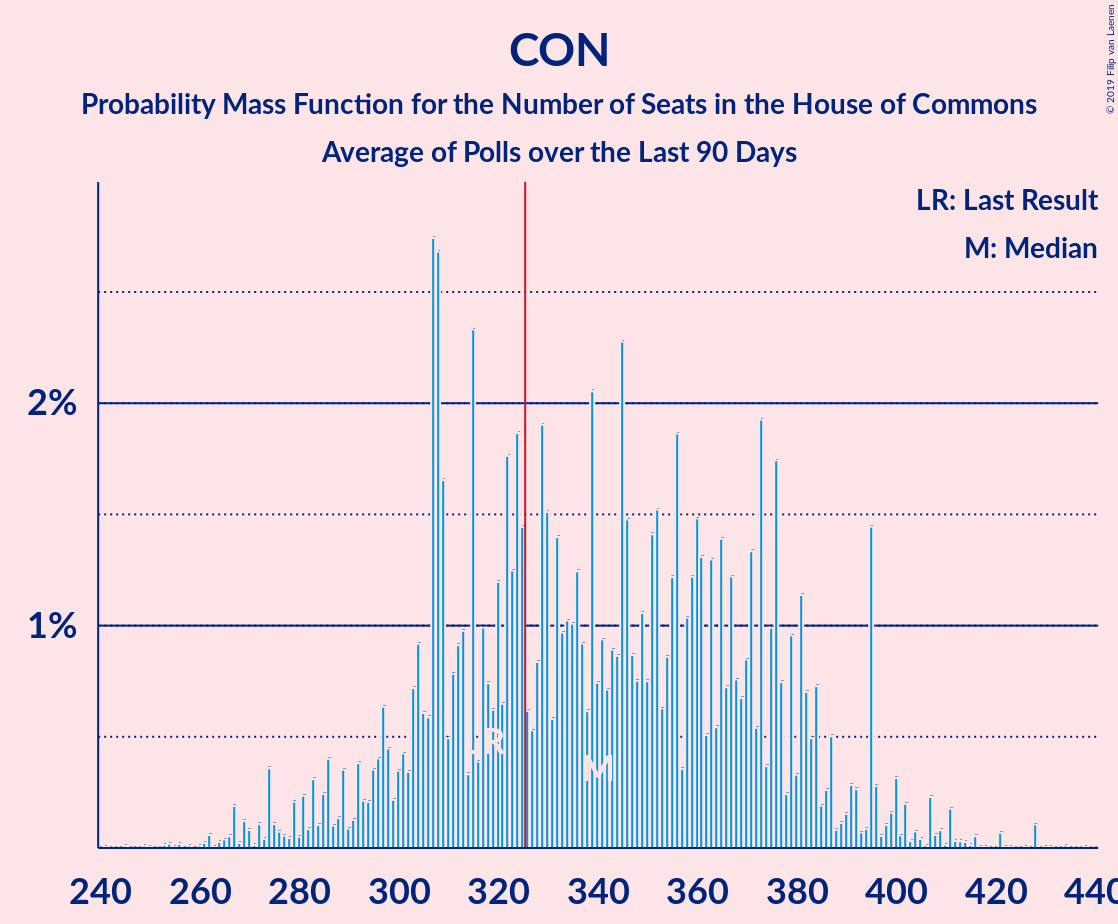 CON
Probability Mass Function for the Number of Seats in the House of Commons
Average of Polls over the Last 90 Days
© 2019 Filip van Laenen
LR: Last Result
M: Median
2%
1%
LR
M
240 260 280 300 320 340 360 380 400 420 440